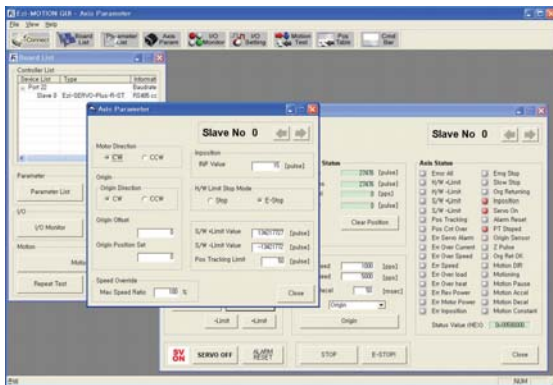 Ezi-MOTION GUI - Axis Parameter
File View Help
Connect
Board List
Parameter List
Axis Param
I/O Monitor
I/O Setting
Motion Test
Pos Table
Cmd Bar
Board List
Controller List
Device List Type Informati
Port 22 Baudrate
Slave 0 Ezi-SERVO-Plus-R-ST
Parameter
Parameter List
I/O
I/O Monitor
Motion
Repeat Test
Axis Parameter
Slave No 0
Motor Direction
CW CCW
Origin
Origin Direction
CW CCW
Origin Offset
0
Origin Position Set
0
Speed Override
Max Speed Ratio 100 %
Inposition
INP Value [pulse]
H/W Limit Stop Mode
Stop E-Stop
S/W +Limit Value [pulse]
S/W -Limit Value [pulse]
Pos Tracking Limit [pulse]
Close
Slave No 0
Status
[pulse]
[pulse]
[pps]
[pulse]
Clear Position
1000 [pps]
5000 [pps]
50 [msec]
Origin
-Limit +Limit
Origin
Axis Status
Error All
H/W +Limit
H/W -Limit
S/W +Limit
S/W -Limit
Pos Tracking
Pos Cnt Over
Err Servo Alarm
Err Over Current
Err Over Speed
Err Speed
Err Over load
Err Over heat
Err Rev Power
Err Motor Power
Err Inposition
Emg Stop
Slow Stop
Org Returning
Inposition
Servo On
Alarm Reset
PT Stoped
Origin Sensor
Z Pulse
Org Ret OK
Motion DIR
Motioning
Motion Pause
Motion Accel
Motion Decel
Motion Constant
Status Value (HEX)
SV ON
SERVO OFF
ALARM RESET
STOP
E-STOP!
Close
NUM